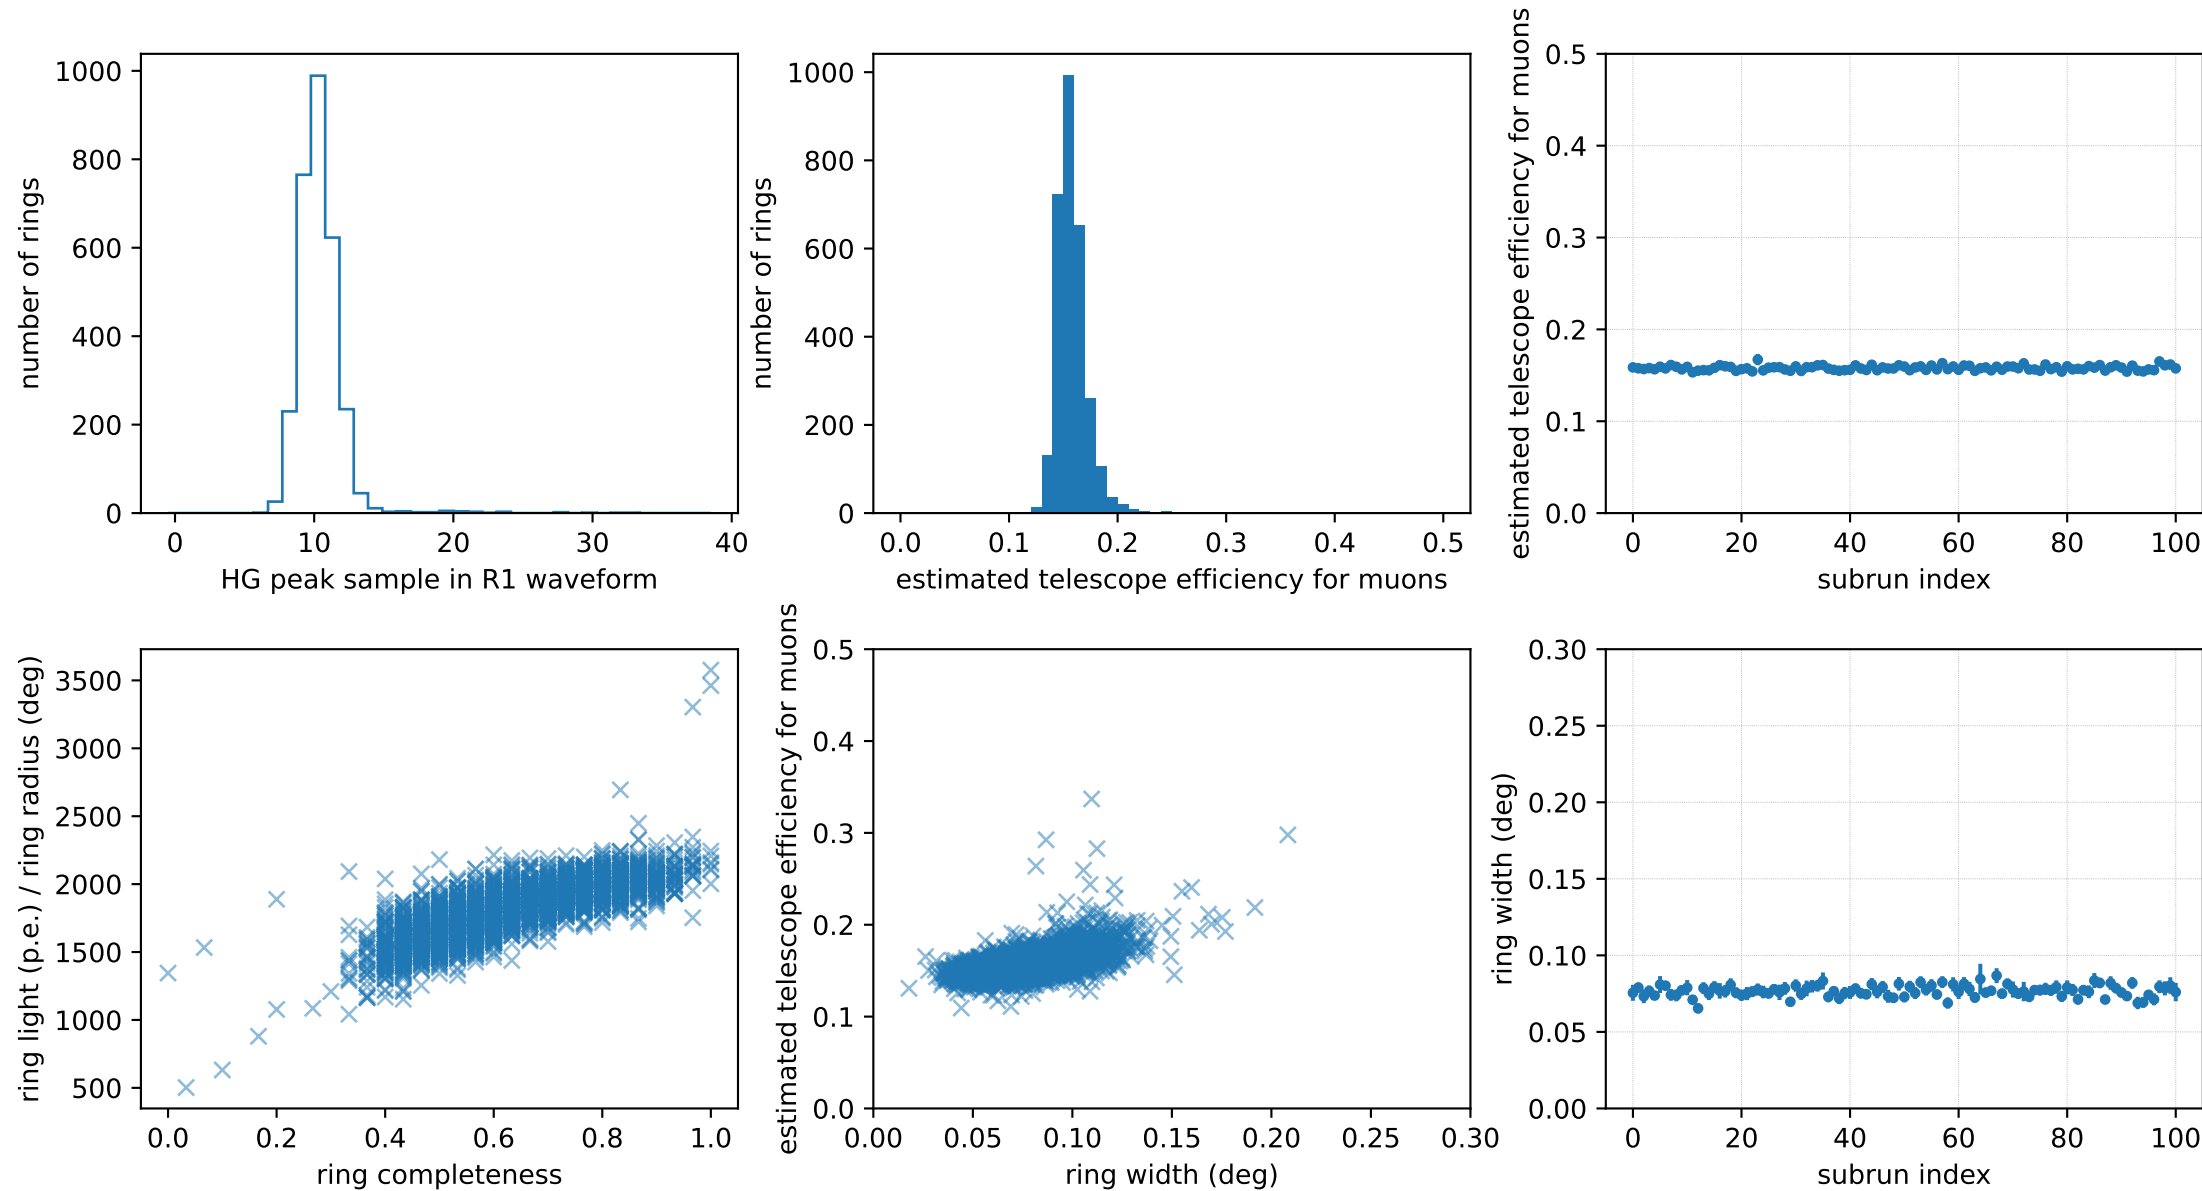 1000
800
600
400
200
0
number of rings
0 10 20 30 40
HG peak sample in R1 waveform
1000
800
600
400
200
0
number of rings
0.0 0.1 0.2 0.3 0.4 0.5
estimated telescope efficiency for muons
0.5
0.4
0.3
0.2
0.1
0.0
estimated telescope efficiency for muons
0 20 40 60 80 100
subrun index
3500
3000
2500
2000
1500
1000
500
ring light (p.e.) / ring radius (deg)
0.0 0.2 0.4 0.6 0.8 1.0
ring completeness
0.5
0.4
0.3
0.2
0.1
0.0
estimated telescope efficiency for muons
0.00 0.05 0.10 0.15 0.20 0.25 0.30
ring width (deg)
0.30
0.25
0.20
0.15
0.10
0.05
0.00
ring width (deg)
0 20 40 60 80 100
subrun index